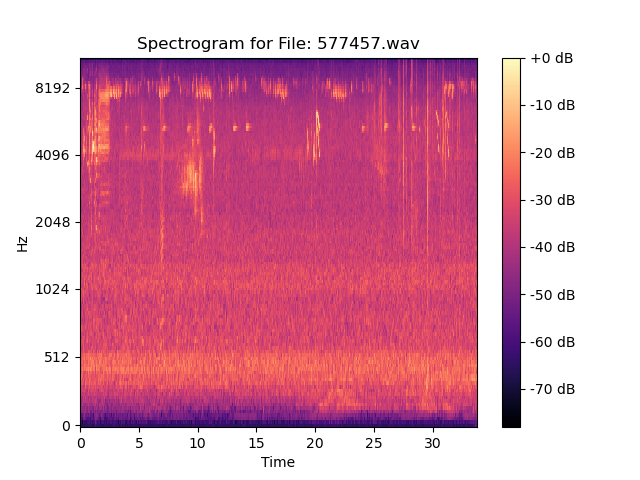 Spectrogram for File: 577457.wav
8192
4096
2048
1024
512
0
Hz
0 5 10 15 20 25 30
Time
+0 dB
-10 dB
-20 dB
-30 dB
-40 dB
-50 dB
-60 dB
-70 dB